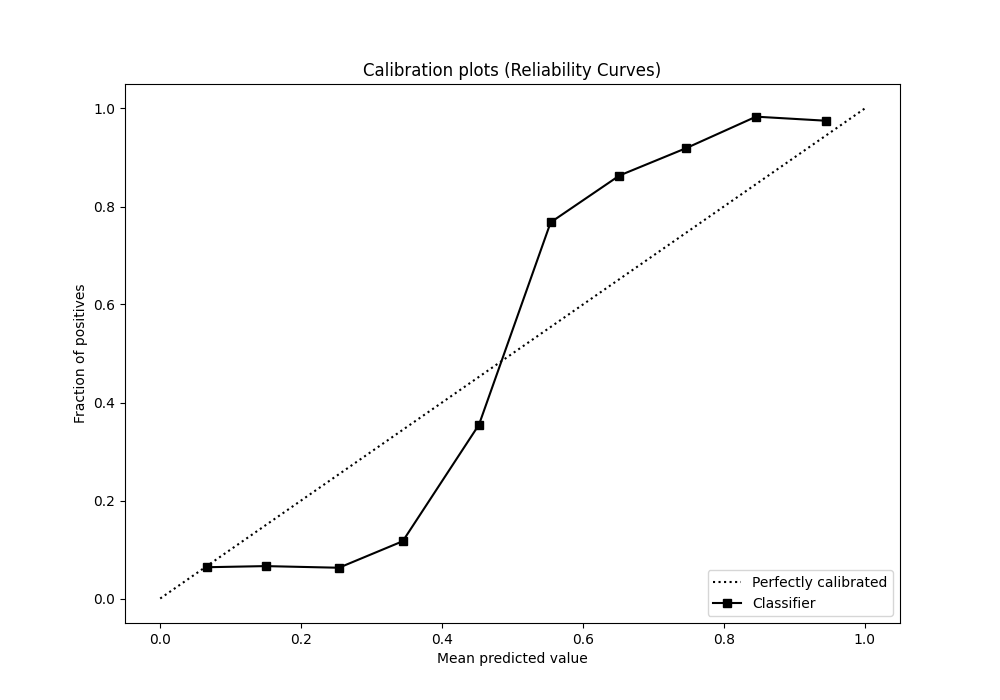 Calibration plots (Reliability Curves)
Fraction of positives
1.0
0.8
0.6
0.4
0.2
0.0
Perfectly calibrated
Classifier
0.0 0.2 0.4 0.6 0.8 1.0
Mean predicted value